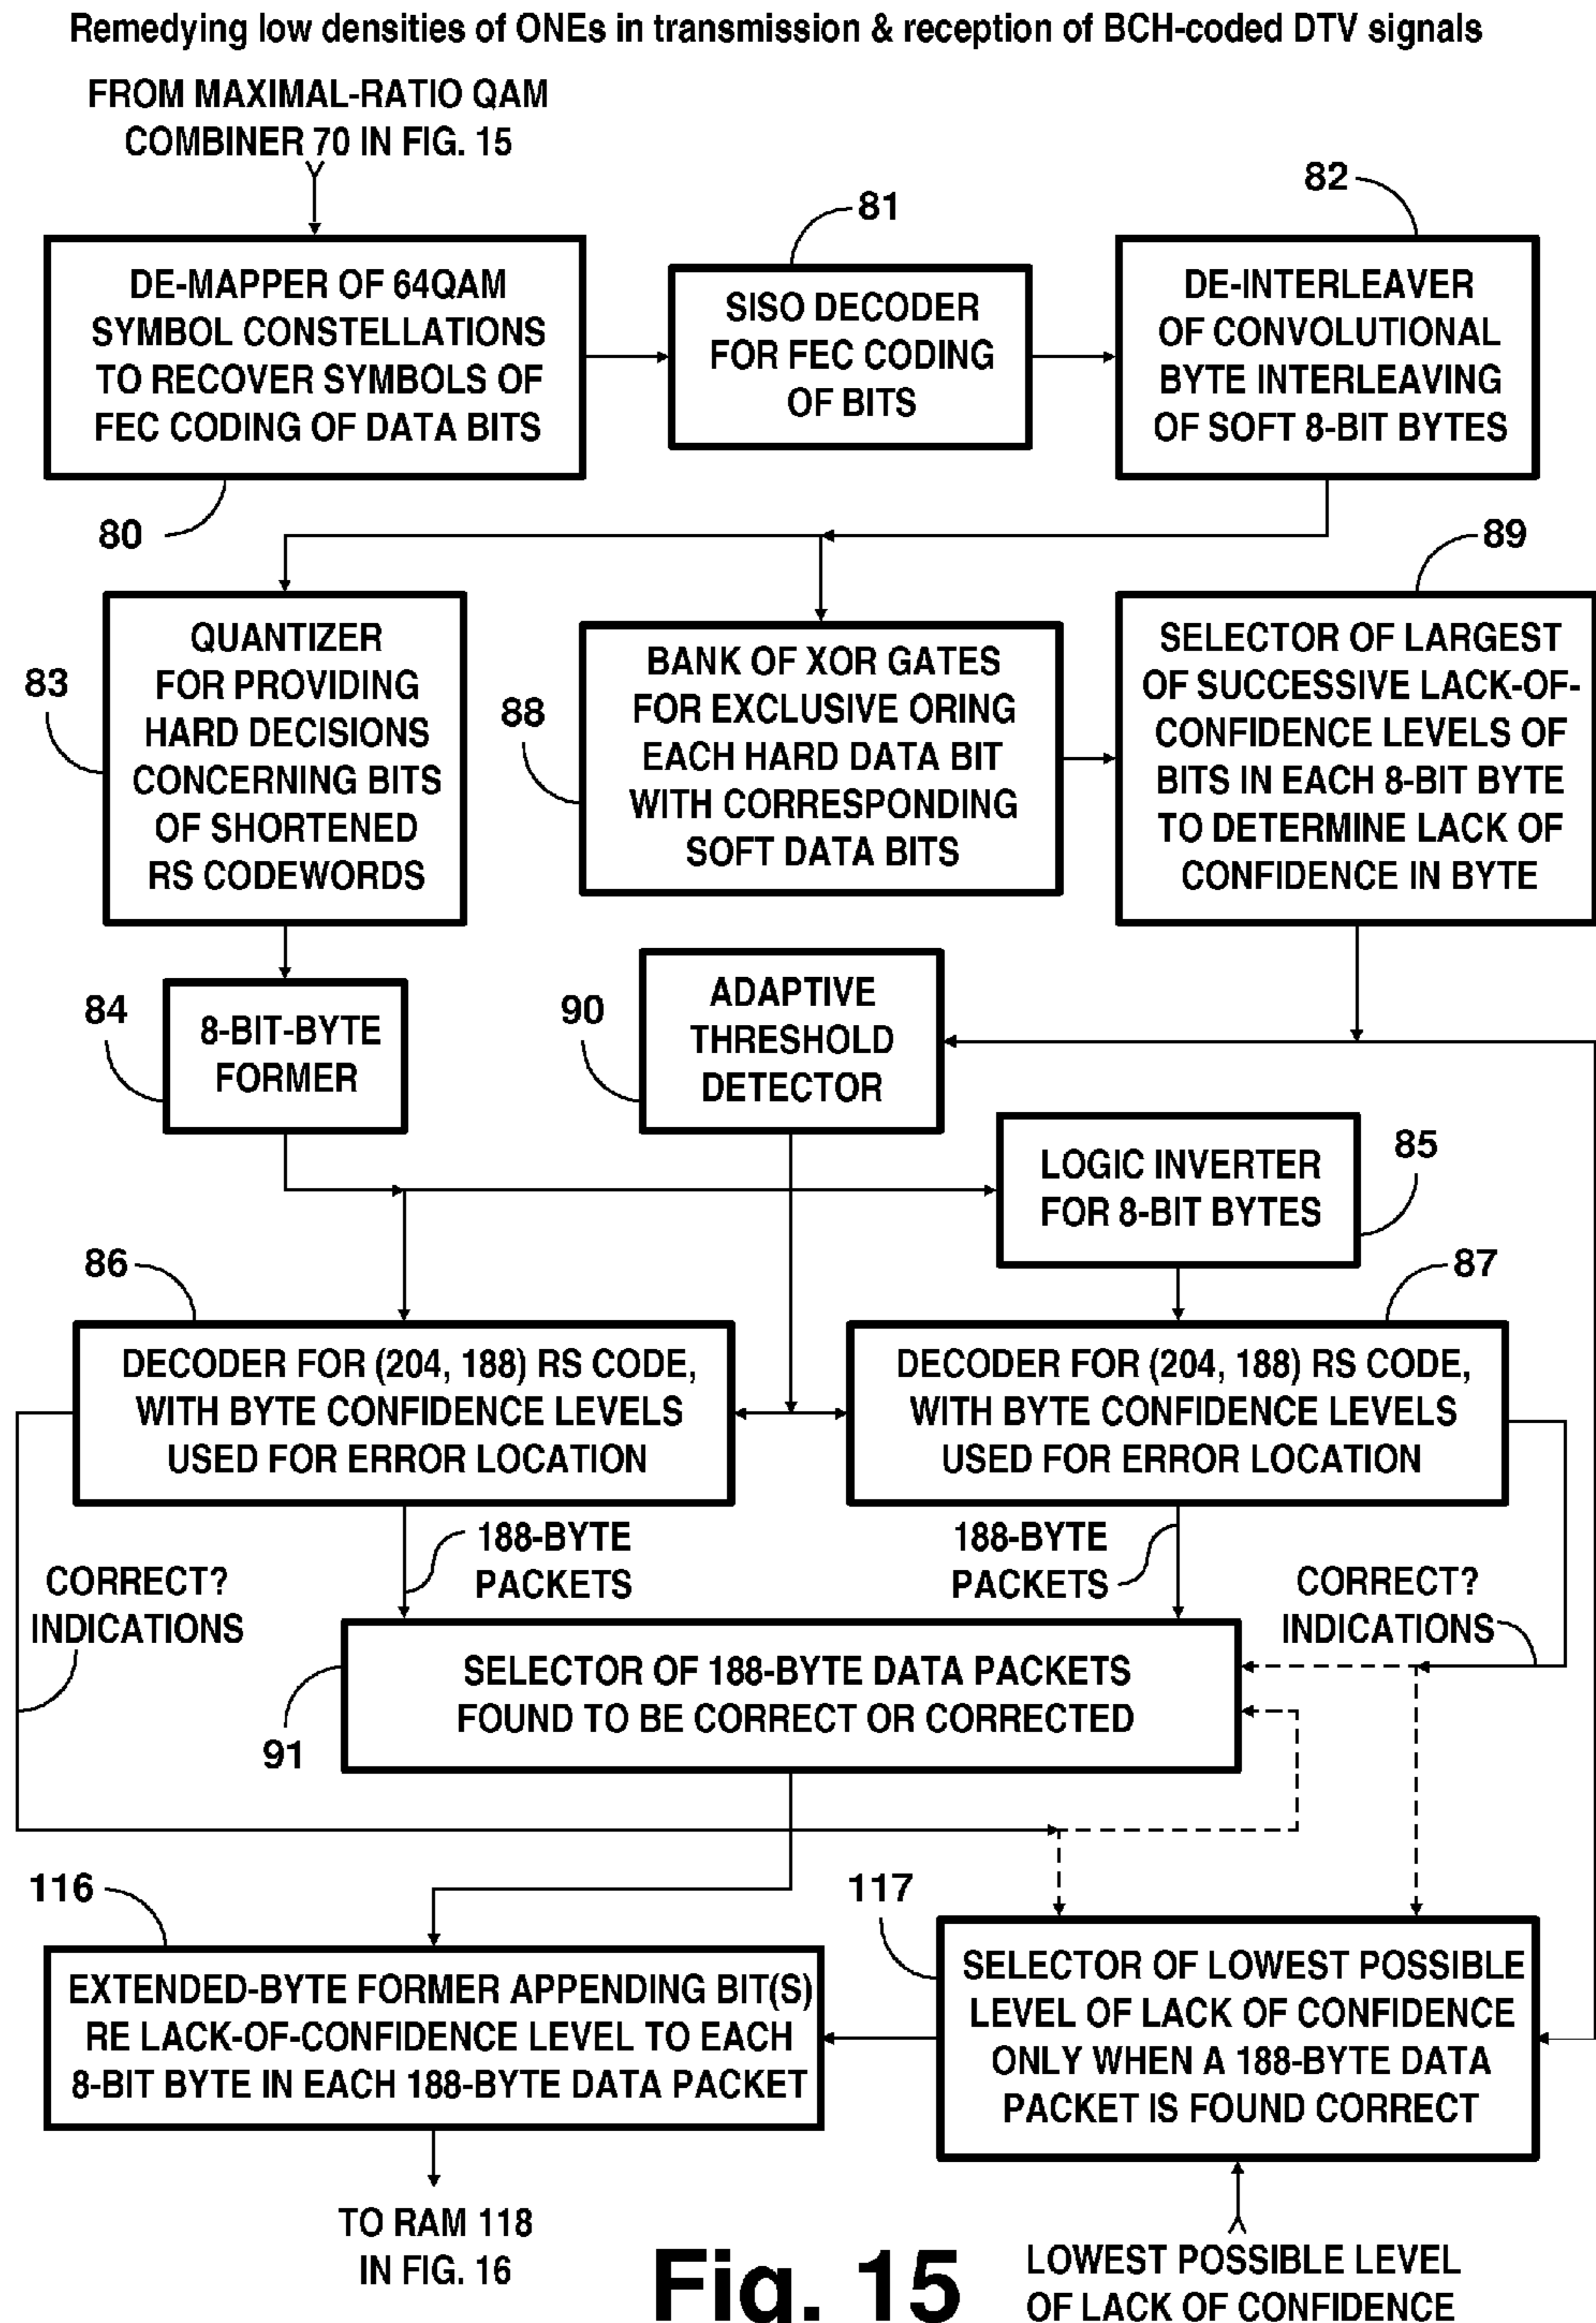 Remedying low densities of ONEs in transmission & reception of BCH-coded DTV signals
FROM MAXIMAL-RATIO QAM
COMBINER 70 IN FIG. 15
80
DE-MAPPER OF 64QAM
SYMBOL CONSTELLATIONS
TO RECOVER SYMBOLS OF
FEC CODING OF DATA BITS
81
SISO DECODER
FOR FEC CODING
OF BITS
82
DE-INTERLEAVER
OF CONVOLUTIONAL
BYTE INTERLEAVING
OF SOFT 8-BIT BYTES
83
QUANTIZER
FOR PROVIDING
HARD DECISIONS
CONCERNING BITS
OF SHORTENED
RS CODEWORDS
88
BANK OF XOR GATES
FOR EXCLUSIVE ORING
EACH HARD DATA BIT
WITH CORRESPONDING
SOFT DATA BITS
89
SELECTOR OF LARGEST
OF SUCCESSIVE LACK-OF-
CONFIDENCE LEVELS OF
BITS IN EACH 8-BIT BYTE
TO DETERMINE LACK OF
CONFIDENCE IN BYTE
84
8-BIT-BYTE
FORMER
90
ADAPTIVE
THRESHOLD
DETECTOR
85
LOGIC INVERTER
FOR 8-BIT BYTES
86
DECODER FOR (204, 188) RS CODE,
WITH BYTE CONFIDENCE LEVELS
USED FOR ERROR LOCATION
87
DECODER FOR (204, 188) RS CODE,
WITH BYTE CONFIDENCE LEVELS
USED FOR ERROR LOCATION
CORRECT?
INDICATIONS
188-BYTE
PACKETS
188-BYTE
PACKETS
CORRECT?
INDICATIONS
91
SELECTOR OF 188-BYTE DATA PACKETS
FOUND TO BE CORRECT OR CORRECTED
116
EXTENDED-BYTE FORMER APPENDING BIT(S)
RE LACK-OF-CONFIDENCE LEVEL TO EACH
8-BIT BYTE IN EACH 188-BYTE DATA PACKET
117
SELECTOR OF LOWEST POSSIBLE
LEVEL OF LACK OF CONFIDENCE
ONLY WHEN A 188-BYTE DATA
PACKET IS FOUND CORRECT
TO RAM 118
IN FIG. 16
Fig. 15
LOWEST POSSIBLE LEVEL
OF LACK OF CONFIDENCE